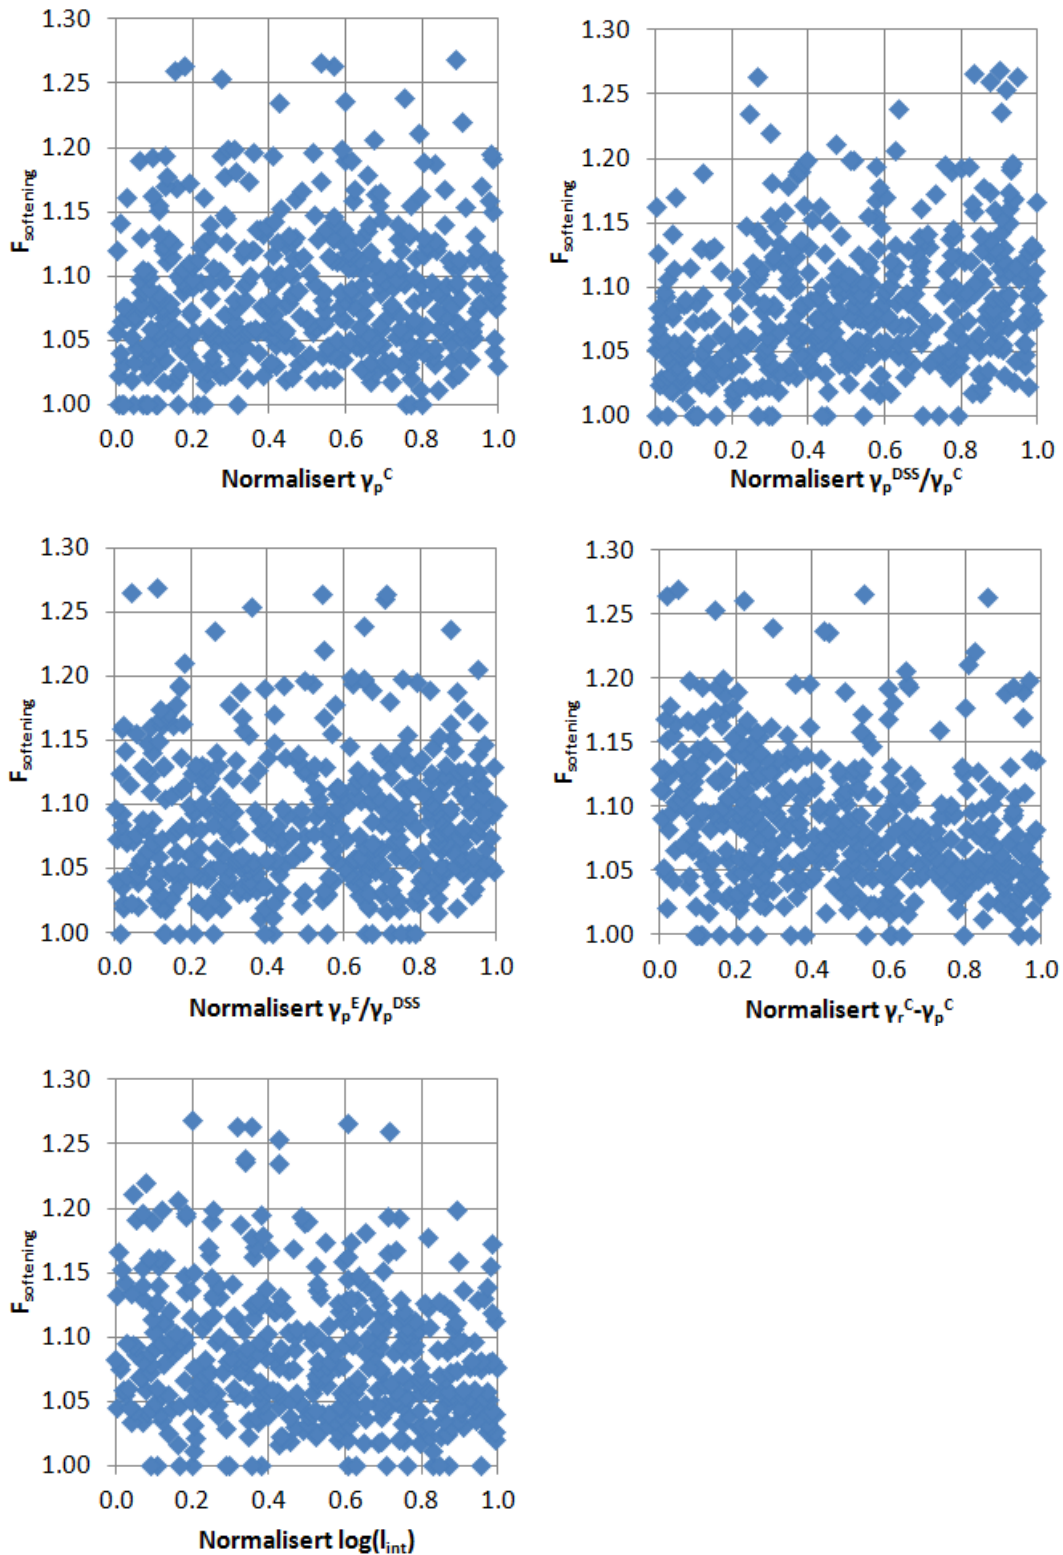 1.30
1.25
1.20
1.15
1.10
1.05
1.00
F_softening
0.0 0.2 0.4 0.6 0.8 1.0
Normalisert γ_p^C
1.30
1.25
1.20
1.15
1.10
1.05
1.00
F_softening
0.0 0.2 0.4 0.6 0.8 1.0
Normalisert γ_p^DSS/γ_p^C
1.30
1.25
1.20
1.15
1.10
1.05
1.00
F_softening
0.0 0.2 0.4 0.6 0.8 1.0
Normalisert γ_p^E/γ_p^DSS
1.30
1.25
1.20
1.15
1.10
1.05
1.00
F_softening
0.0 0.2 0.4 0.6 0.8 1.0
Normalisert γ_r^C-γ_p^C
1.30
1.25
1.20
1.15
1.10
1.05
1.00
F_softening
0.0 0.2 0.4 0.6 0.8 1.0
Normalisert log(l_int)